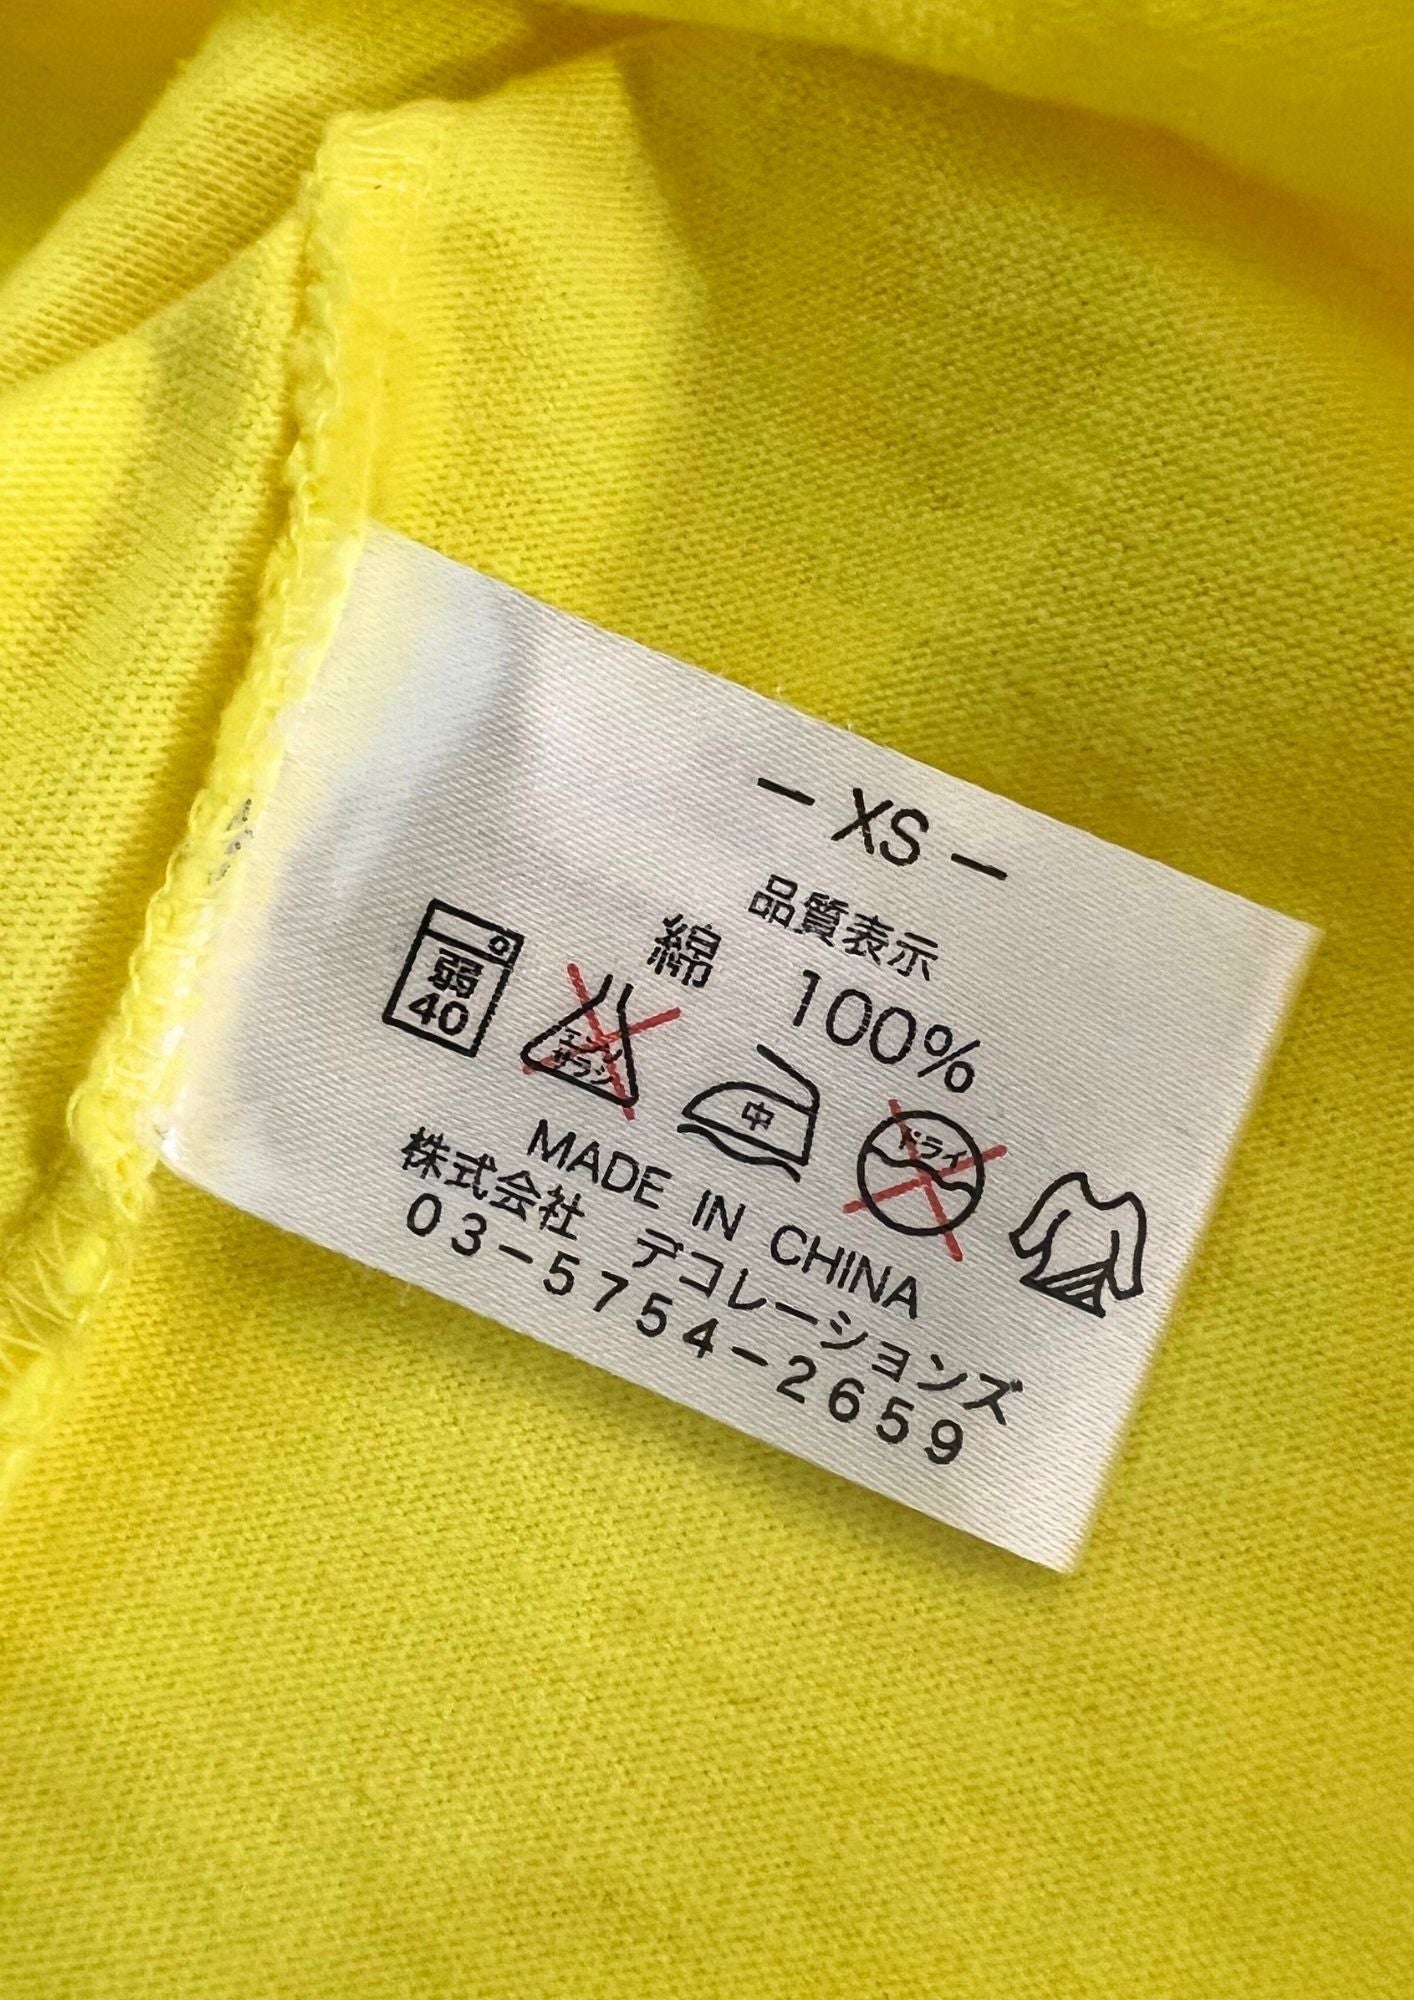 - XS -
品質表示
綿 100%
弱
40
エンソ
サラシ
中
ドライ
MADE IN CHINA
株式会社 デコレーションズ
03-5754-2659